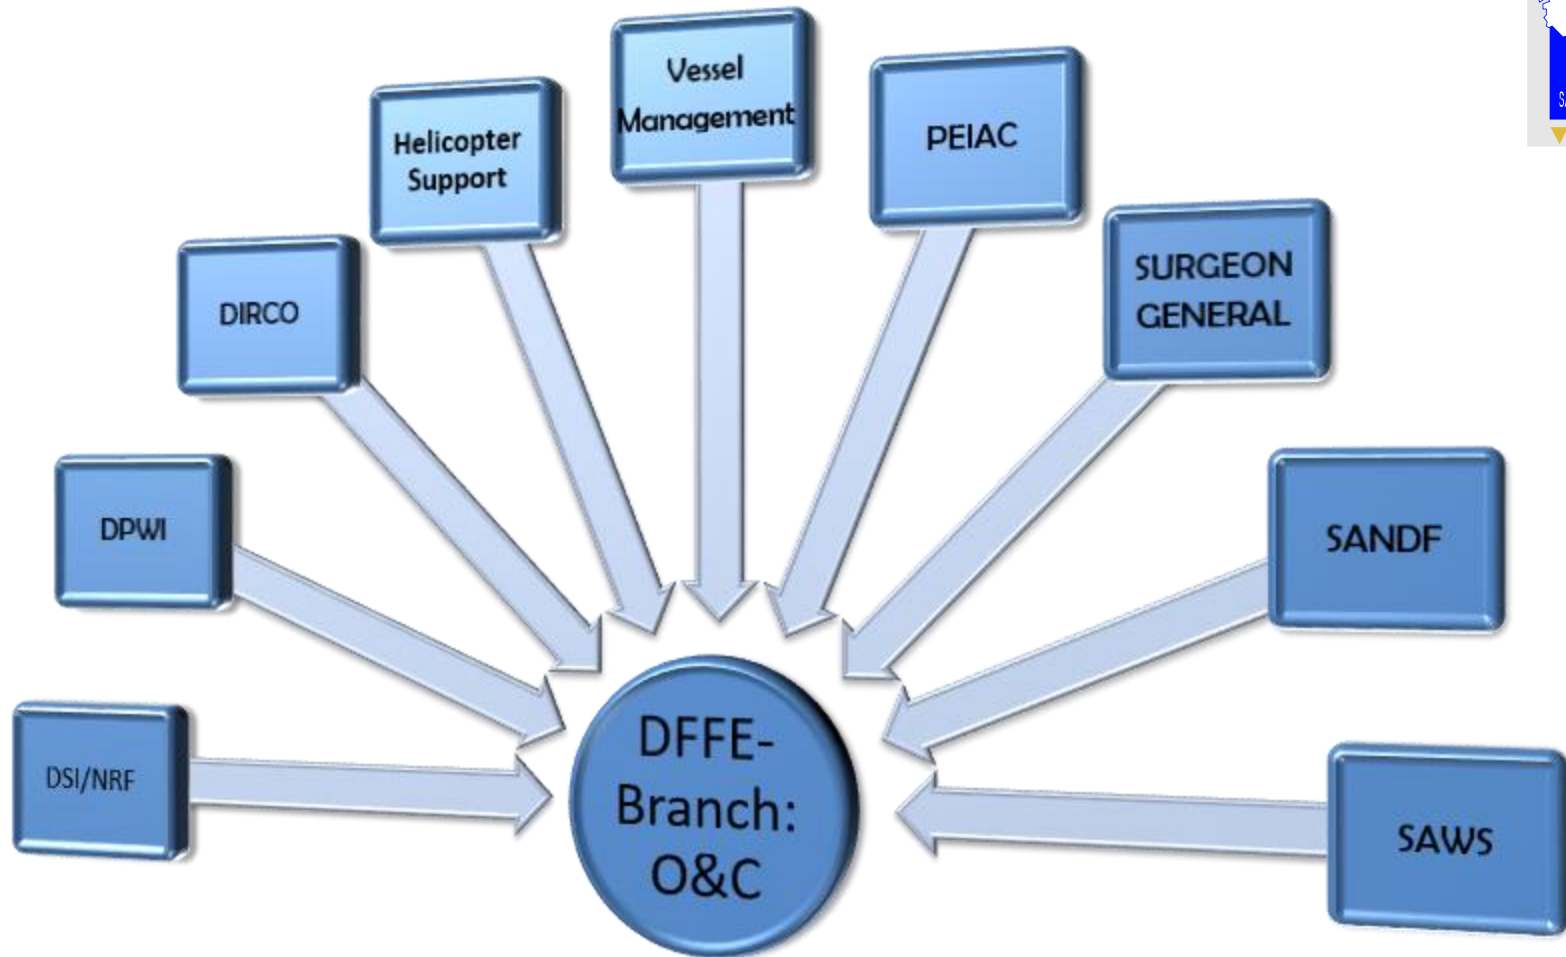 Vessel
Management
Helicopter
Support
PEIAC
SURGEON
GENERAL
DIRCO
SANDF
DPWI
DFFE-
Branch:
O&C
DSI/NRF
SAWS